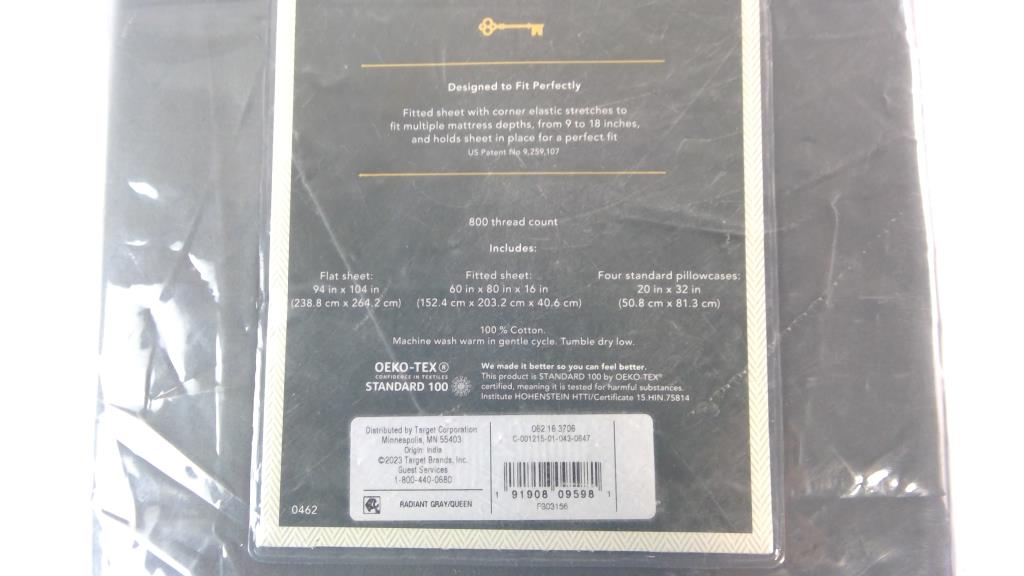 Designed to Fit Perfectly
Fitted sheet with corner elastic stretches to
fit multiple mattress depths, from 9 to 18 inches,
and holds sheet in place for a perfect fit
US Patent No 9,259,107
800 thread count
Includes:
Flat sheet:
94 in x 104 in
(238.8 cm x 264.2 cm)
Fitted sheet:
60 in x 80 in x 16 in
(152.4 cm x 203.2 cm x 40.6 cm)
Four standard pillowcases:
20 in x 32 in
(50.8 cm x 81.3 cm)
100 % Cotton.
Machine wash warm in gentle cycle. Tumble dry low.
OEKO-TEX®
CONFIDENCE IN TEXTILES
STANDARD 100
We made it better so you can feel better.
This product is STANDARD 100 by OEKO-TEX®
certified, meaning it is tested for harmful substances.
Institute HOHENSTEIN HTTI/Certificate 15.HIN.75814
Distributed by Target Corporation
Minneapolis, MN 55403
Origin: India
©2023 Target Brands, Inc.
Guest Services
1-800-440-0680
RADIANT GRAY/QUEEN
062 16 3706
C-001215-01-043-0647
1 91908 09598 1
P803156
0462